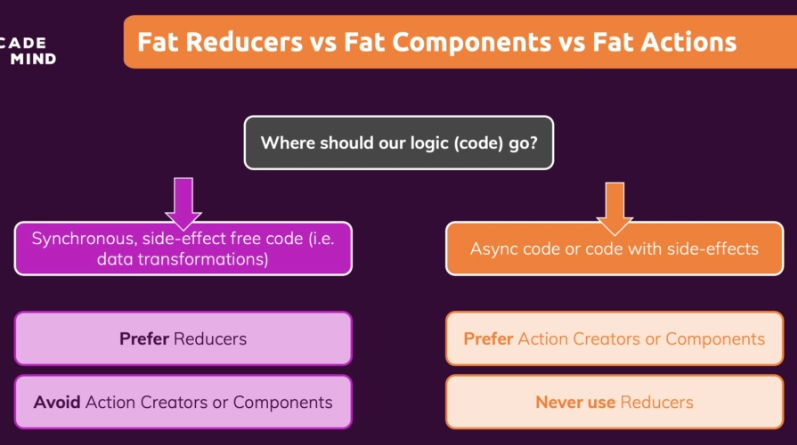 CADE
MIND
Fat Reducers vs Fat Components vs Fat Actions
Where should our logic (code) go?
Synchronous, side-effect free code (i.e.
data transformations)
Async code or code with side-effects
Prefer Reducers
Prefer Action Creators or Components
Avoid Action Creators or Components
Never use Reducers